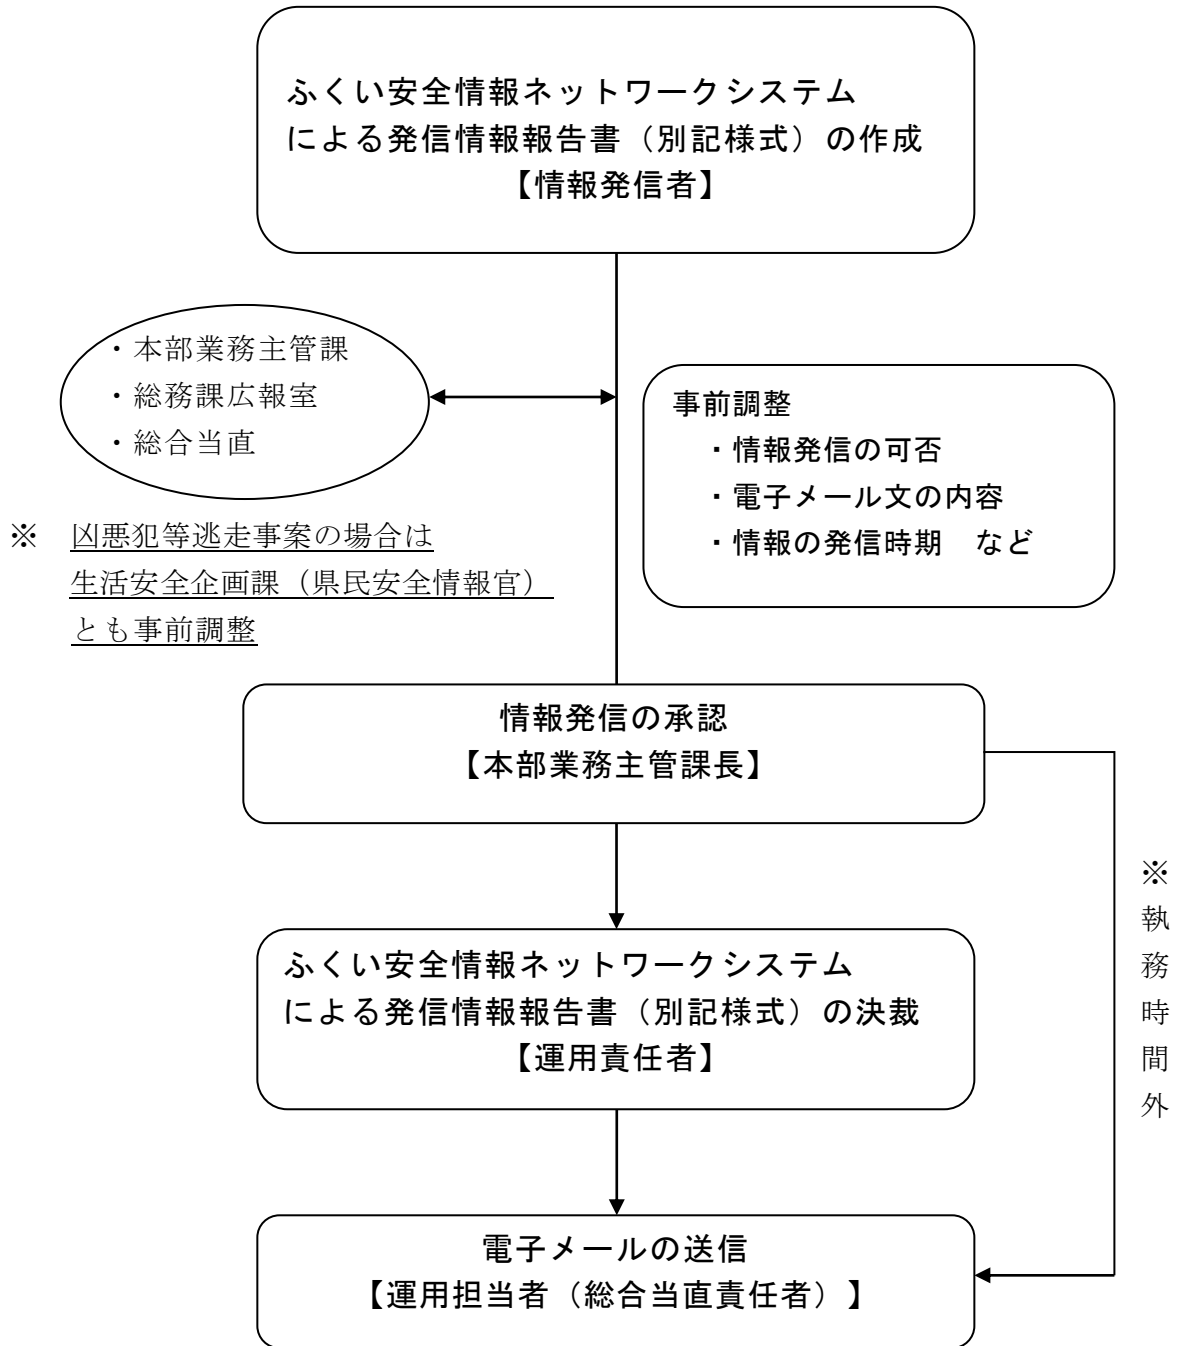 ふくい安全情報ネットワークシステム
による発信情報報告書（別記様式）の作成
【情報発信者】
・本部業務主管課
・総務課広報室
・総合当直
事前調整
・情報発信の可否
・電子メール文の内容
・情報の発信時期　など
※　凶悪犯等逃走事案の場合は
生活安全企画課（県民安全情報官）
とも事前調整
情報発信の承認
【本部業務主管課長】
※執務時間外
ふくい安全情報ネットワークシステム
による発信情報報告書（別記様式）の決裁
【運用責任者】
電子メールの送信
【運用担当者（総合当直責任者）】